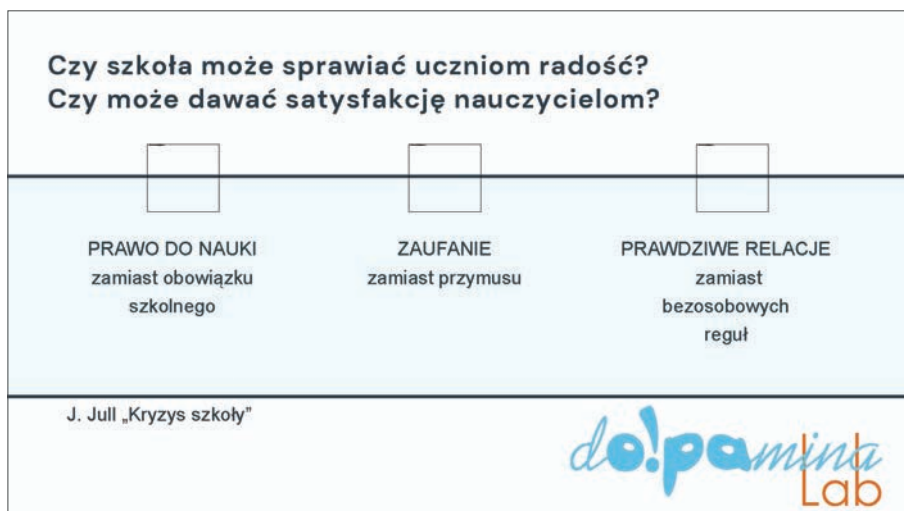 Czy szkoła może sprawiać uczniom radość?
Czy może dawać satysfakcję nauczycielom?
PRAWO DO NAUKI
zamiast obowiązku
szkolnego
ZAUFANIE
zamiast przymusu
PRAWDZIWE RELACJE
zamiast
bezosobowych
reguł
J. Jull „Kryzys szkoły”
do!pamina
Lab